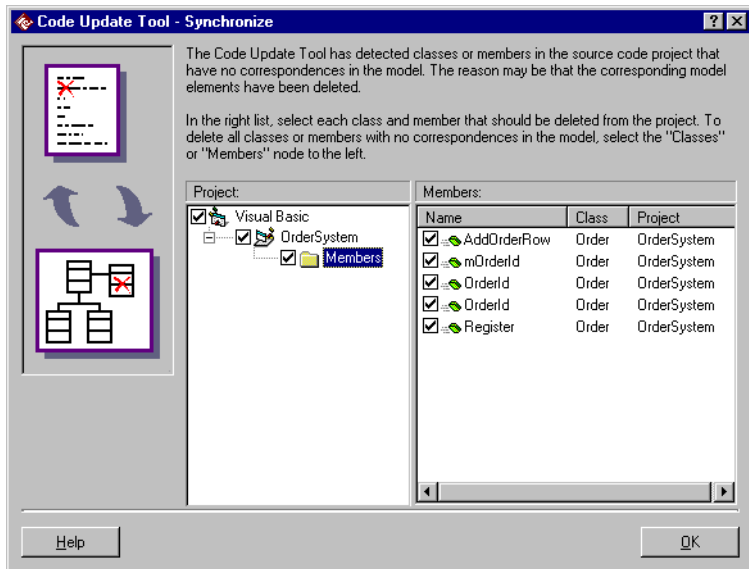 Code Update Tool - Synchronize
The Code Update Tool has detected classes or members in the source code project that
have no correspondences in the model. The reason may be that the corresponding model
elements have been deleted.
In the right list, select each class and member that should be deleted from the project. To
delete all classes or members with no correspondences in the model, select the "Classes"
or "Members" node to the left.
Project:
Visual Basic
OrderSystem
Members
Members:
Name Class Project
AddOrderRow Order OrderSystem
mOrderId Order OrderSystem
OrderId Order OrderSystem
OrderId Order OrderSystem
Register Order OrderSystem
Help
OK